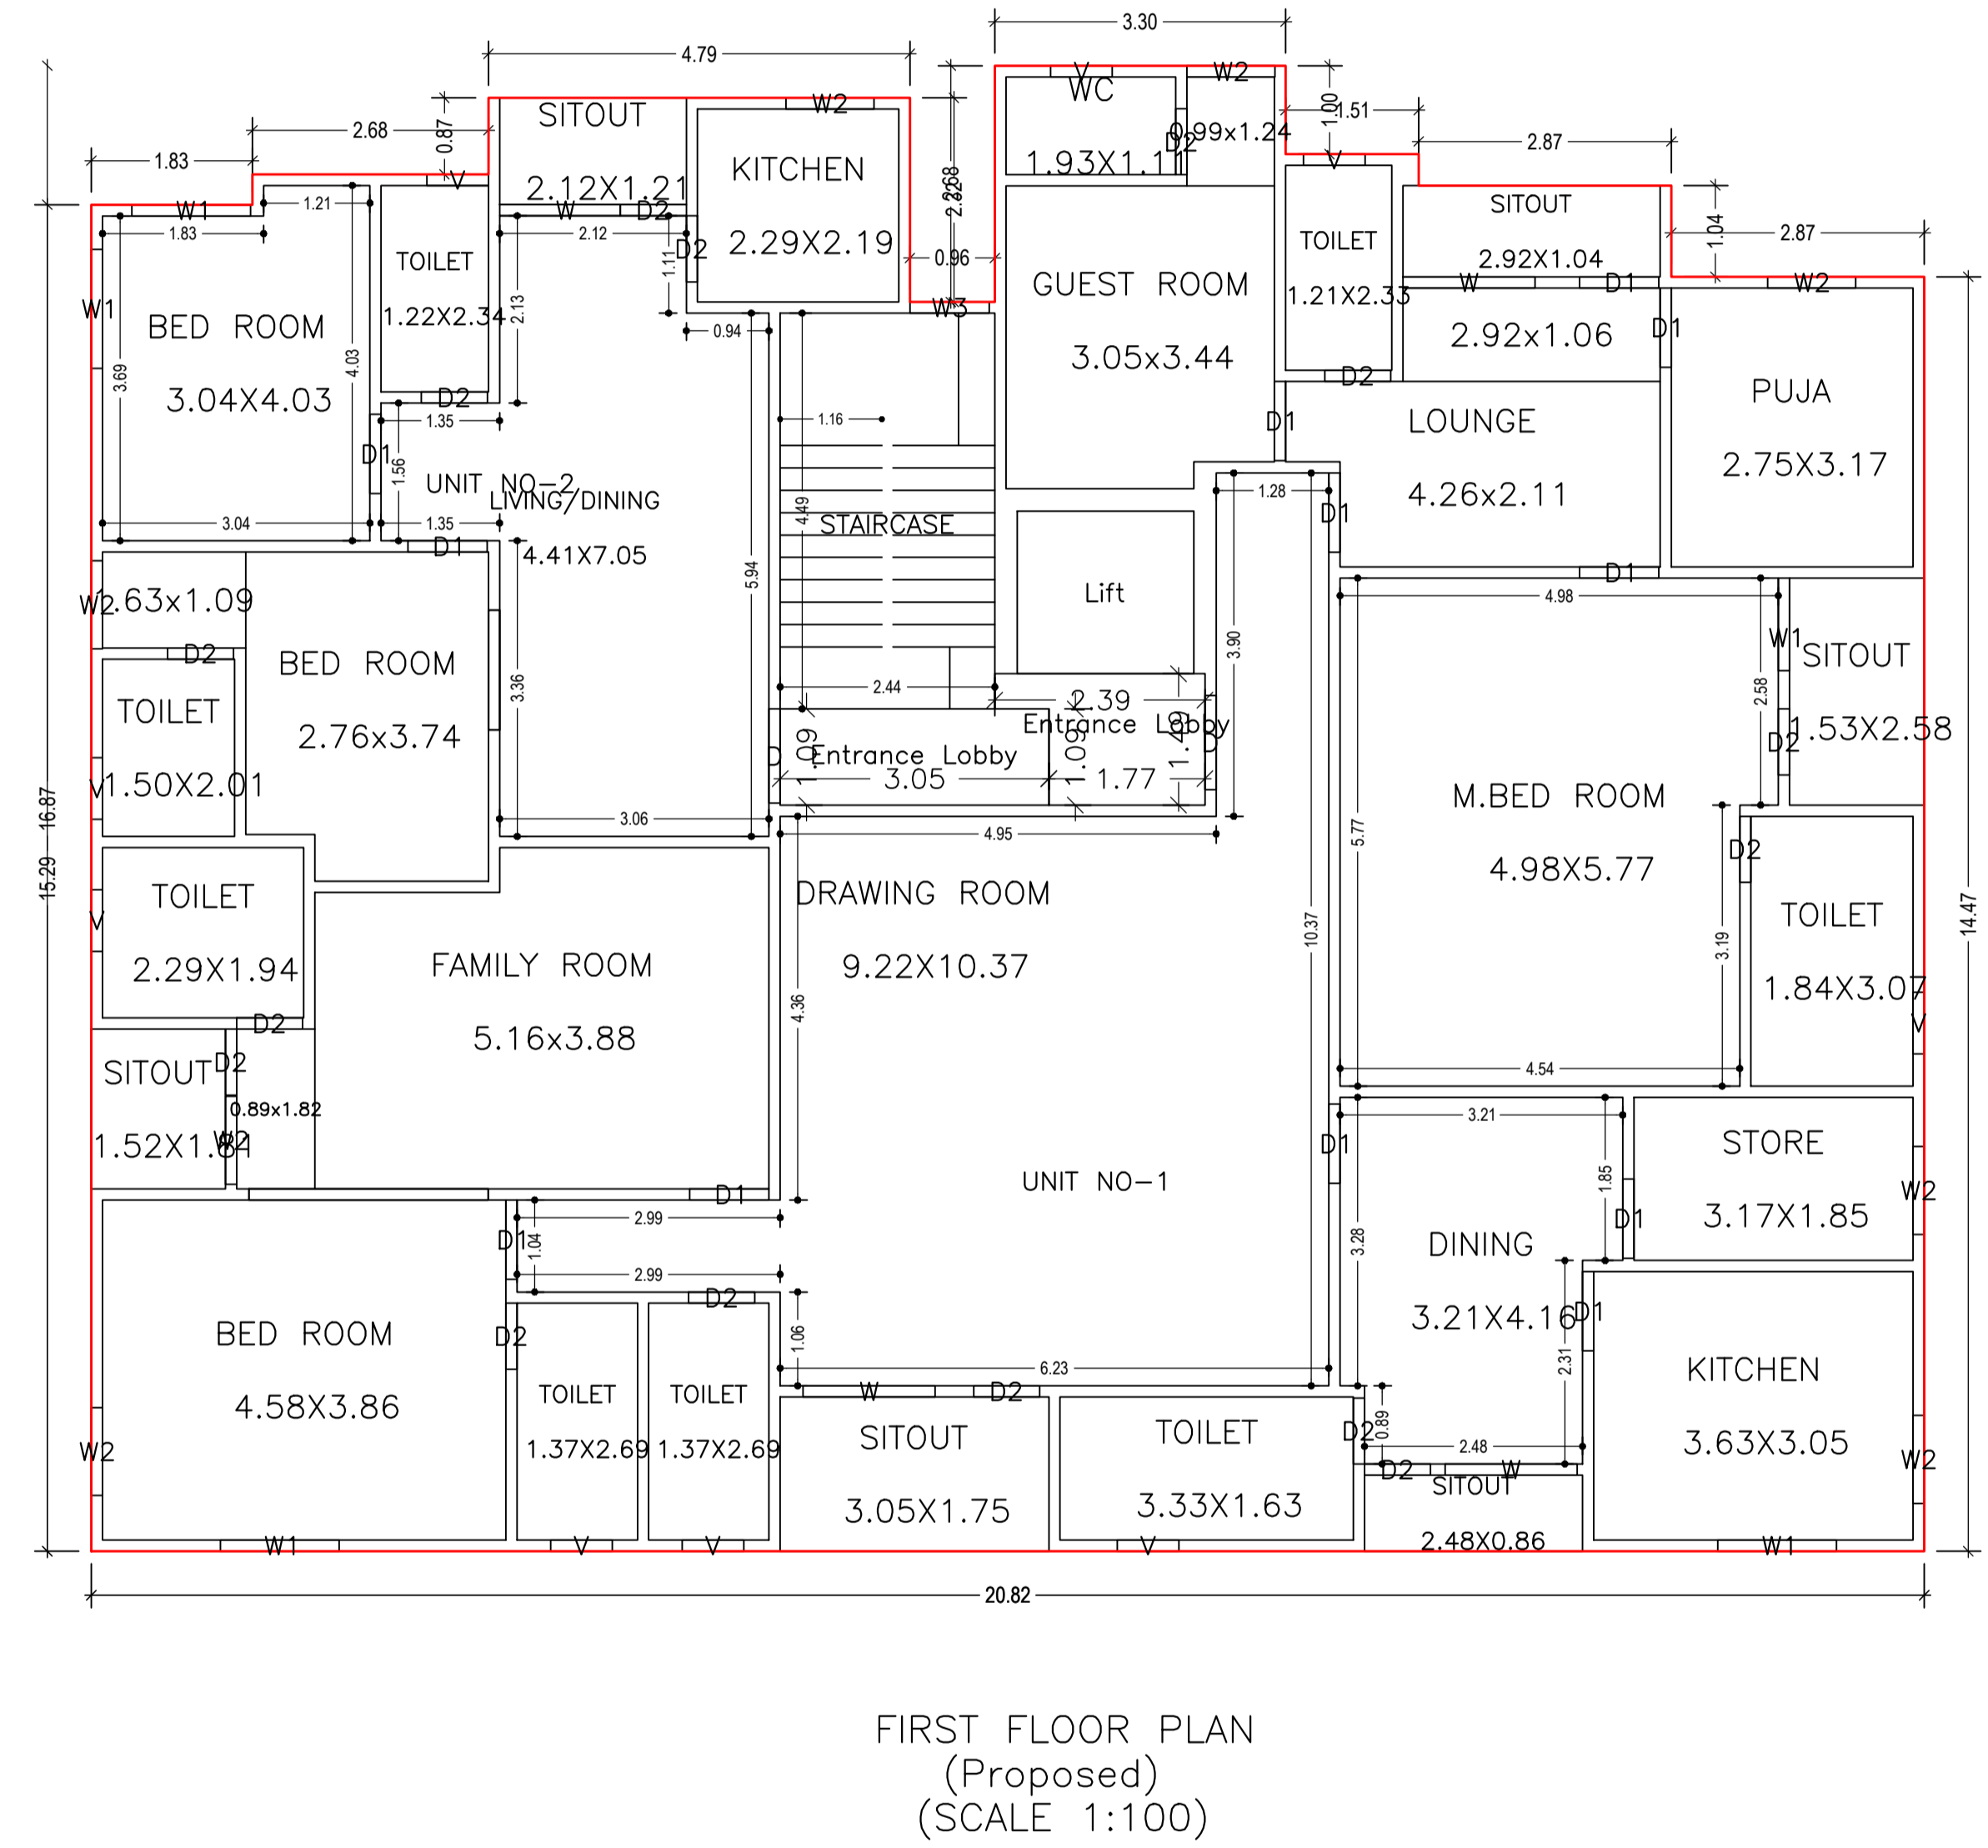 3.30
4.79
WC
V
W2
1.00
1.51
0.99x1.24
D2
1.93X1.11
2.68
1.83
0.87
SITOUT
2.12X1.21
W2
KITCHEN
2.29X2.19
V
2.87
V
SITOUT
2.92X1.04
1.04
2.87
W1
1.21
1.83
W
D2
2.12
1.11
D2
0.96
W3
TOILET
1.22X2.34
2.13
0.94
GUEST ROOM
3.05x3.44
TOILET
1.21X2.33
D2
W
D1
W2
2.92x1.06
D1
W1
BED ROOM
3.04X4.03
3.69
4.03
D2
1.35
1.56
D1
1.16
D1
LOUNGE
4.26x2.11
PUJA
2.75X3.17
UNIT NO-2
LIVING/DINING
4.41X7.05
3.04
1.35
D1
4.49
STAIRCASE
5.94
1.28
D1
D1
Lift
3.90
4.98
W2
D2
BED ROOM
2.76x3.74
3.36
TOILET
1.50X2.01
V
2.44
2.39
Entrance Lobby
1.49
1.09
Entrance Lobby
1.09
3.05
1.77
D
D
W1
SITOUT
1.53X2.58
2.58
D2
M.BED ROOM
4.98X5.77
5.77
16.87
15.29
3.06
4.95
D2
TOILET
2.29X1.94
V
D2
FAMILY ROOM
5.16x3.88
DRAWING ROOM
9.22X10.37
4.36
10.37
3.19
TOILET
1.84X3.07
V
14.47
SITOUT
D2
0.89x1.82
W2
4.54
3.21
D1
1.85
STORE
3.17X1.85
W2
UNIT NO-1
D1
2.99
D1
1.04
2.99
D2
3.28
DINING
3.21X4.16
D1
D1
2.31
BED ROOM
4.58X3.86
W2
W1
D2
TOILET
1.37X2.69
V
TOILET
1.37X2.69
V
1.06
6.23
W
D2
SITOUT
3.05X1.75
TOILET
3.33X1.63
V
D2
0.89
2.48
D2
W
SITOUT
2.48X0.86
KITCHEN
3.63X3.05
W2
W1
20.82
FIRST FLOOR PLAN
(Proposed)
(SCALE 1:100)